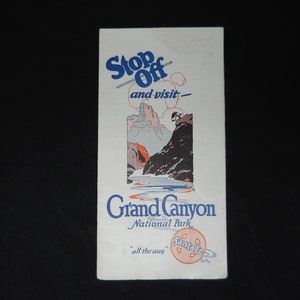 Stop
Off
and visit—
Grand Canyon
National Park
"all the way"
Santa Fe